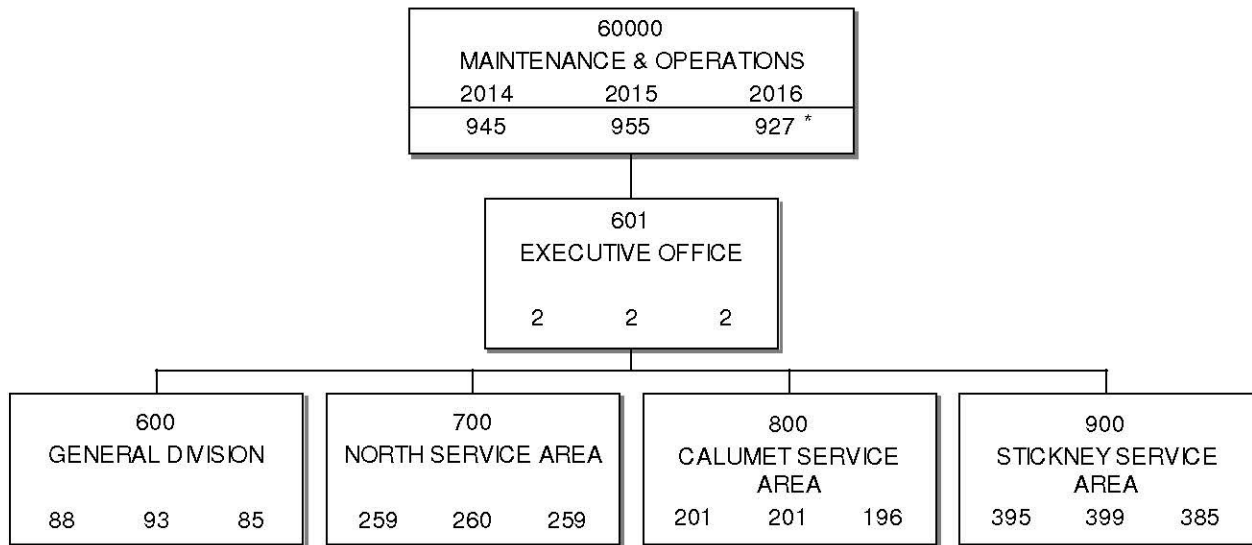 60000
MAINTENANCE & OPERATIONS
2014 2015 2016
945 955 927 *
601
EXECUTIVE OFFICE
2 2 2
600
GENERAL DIVISION
88 93 85
700
NORTH SERVICE AREA
259 260 259
800
CALUMET SERVICE
AREA
201 201 196
900
STICKNEY SERVICE
AREA
395 399 385